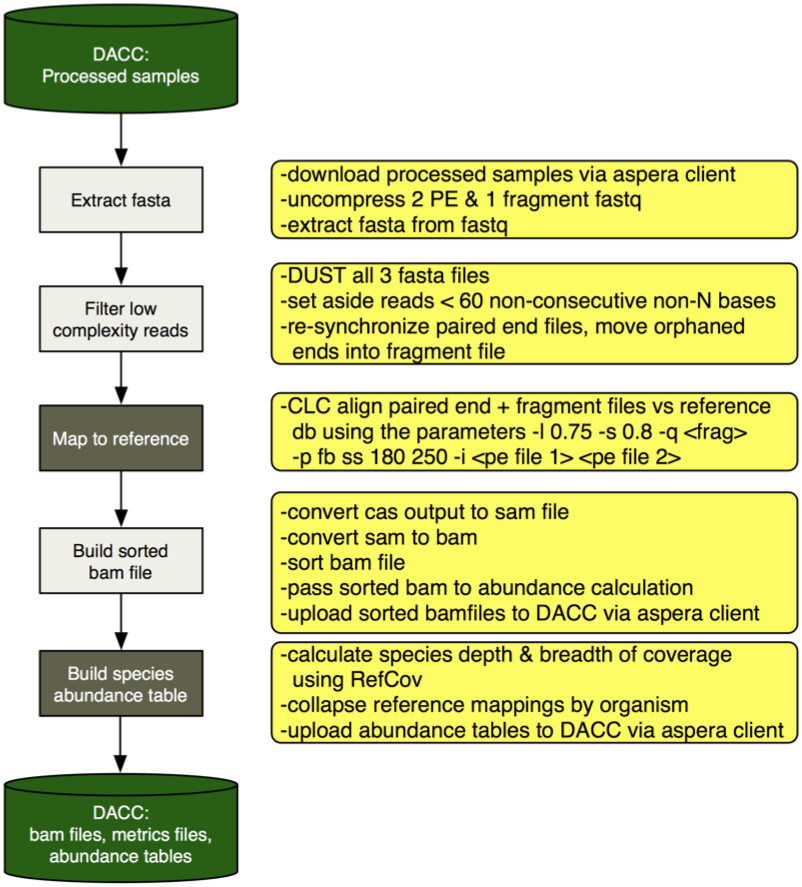 DACC:
Processed samples
Extract fasta
-download processed samples via aspera client
-uncompress 2 PE & 1 fragment fastq
-extract fasta from fastq
Filter low
complexity reads
-DUST all 3 fasta files
-set aside reads < 60 non-consecutive non-N bases
-re-synchronize paired end files, move orphaned
ends into fragment file
Map to reference
-CLC align paired end + fragment files vs reference
db using the parameters -l 0.75 -s 0.8 -q <frag>
-p fb ss 180 250 -i <pe file 1> <pe file 2>
Build sorted
bam file
-convert cas output to sam file
-convert sam to bam
-sort bam file
-pass sorted bam to abundance calculation
-upload sorted bamfiles to DACC via aspera client
Build species
abundance table
-calculate species depth & breadth of coverage
using RefCov
-collapse reference mappings by organism
-upload abundance tables to DACC via aspera client
DACC:
bam files, metrics files,
abundance tables